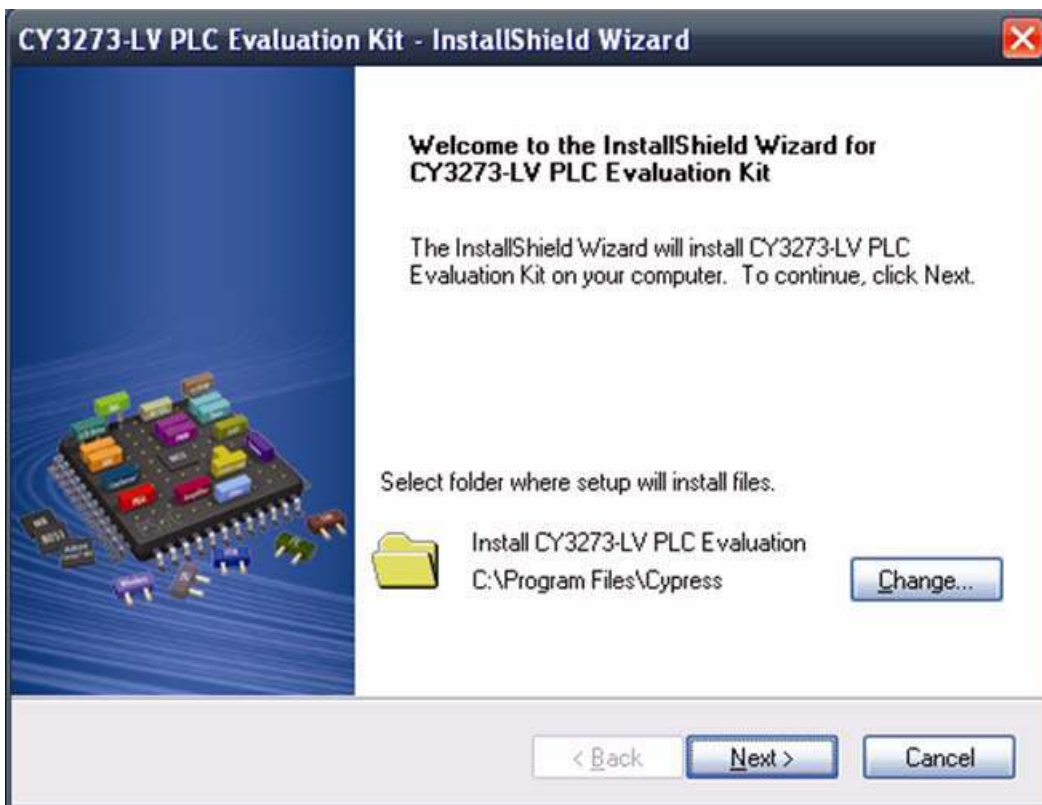 CY3273-LV PLC Evaluation Kit - InstallShield Wizard
Welcome to the InstallShield Wizard for
CY3273-LV PLC Evaluation Kit
The InstallShield Wizard will install CY3273-LV PLC
Evaluation Kit on your computer.  To continue, click Next.
Select folder where setup will install files.
Install CY3273-LV PLC Evaluation
C:\Program Files\Cypress
Change...
< Back
Next >
Cancel